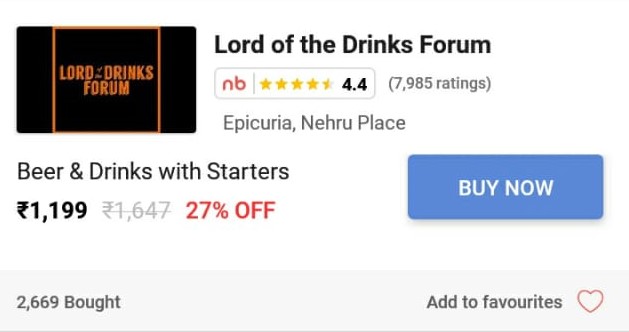 LORD OF THE DRINKS
FORUM
Lord of the Drinks Forum
nb 4.4 (7,985 ratings)
Epicuria, Nehru Place
Beer & Drinks with Starters
₹1,199 ₹1,647 27% OFF
BUY NOW
2,669 Bought
Add to favourites